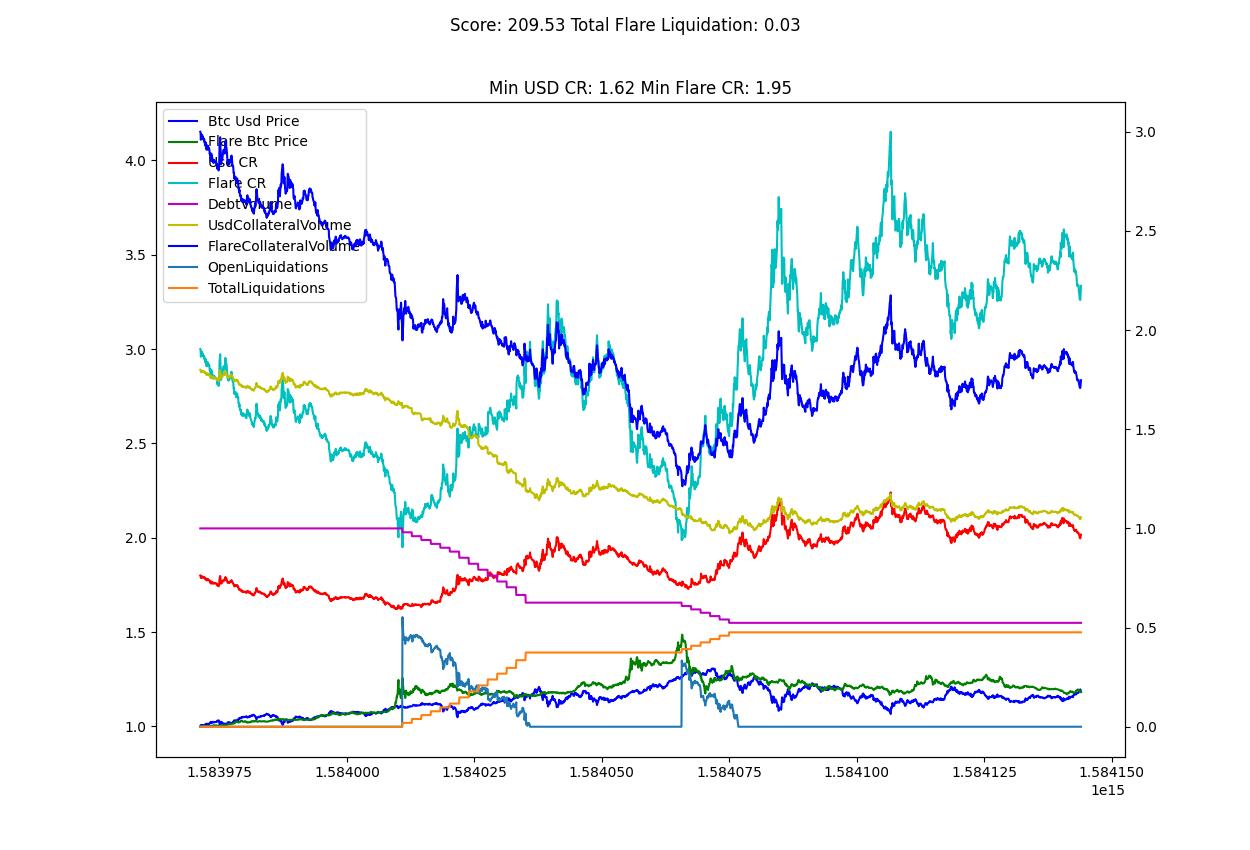 Score: 209.53 Total Flare Liquidation: 0.03
Min USD CR: 1.62 Min Flare CR: 1.95
Btc Usd Price
Flare Btc Price
Usd CR
Flare CR
DebtVolume
UsdCollateralVolume
FlareCollateralVolume
OpenLiquidations
TotalLiquidations
4.0
3.5
3.0
2.5
2.0
1.5
1.0
3.0
2.5
2.0
1.5
1.0
0.5
0.0
1.583975 1.584000 1.584025 1.584050 1.584075 1.584100 1.584125 1.584150
1e15